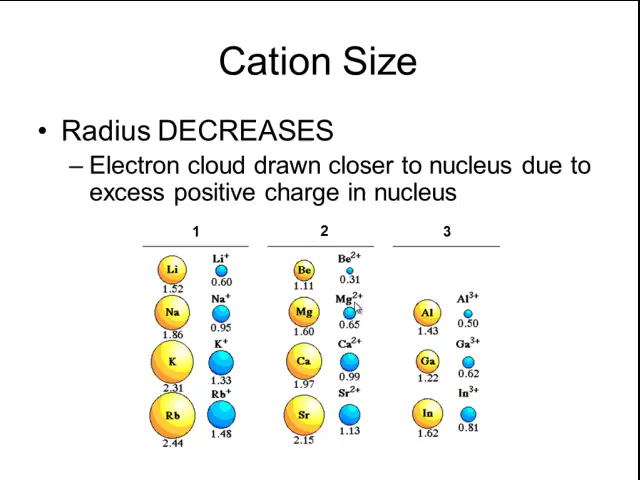 Cation Size
• Radius DECREASES
– Electron cloud drawn closer to nucleus due to
excess positive charge in nucleus
1 2 3
Li Li+ Be Be2+
1.52 0.60 1.11 0.31
Na Na+ Mg Mg2+ Al Al3+
1.86 0.95 1.60 0.65 1.43 0.50
K K+ Ca Ca2+ Ga Ga3+
2.31 1.33 1.97 0.99 1.22 0.62
Rb Rb+ Sr Sr2+ In In3+
2.44 1.48 2.15 1.13 1.62 0.81